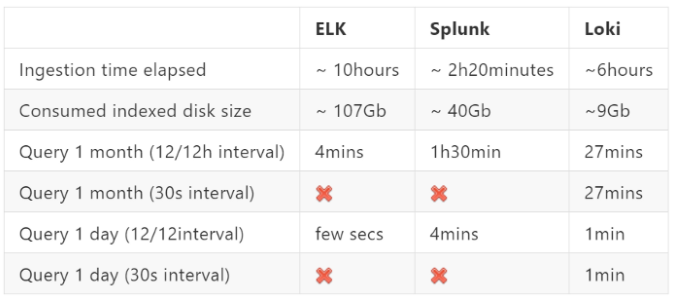 ELK Splunk Loki
Ingestion time elapsed ~ 10hours ~ 2h20minutes ~6hours
Consumed indexed disk size ~ 107Gb ~ 40Gb ~9Gb
Query 1 month (12/12h interval) 4mins 1h30min 27mins
Query 1 month (30s interval) ✖ ✖ 27mins
Query 1 day (12/12interval) few secs 4mins 1min
Query 1 day (30s interval) ✖ ✖ 1min